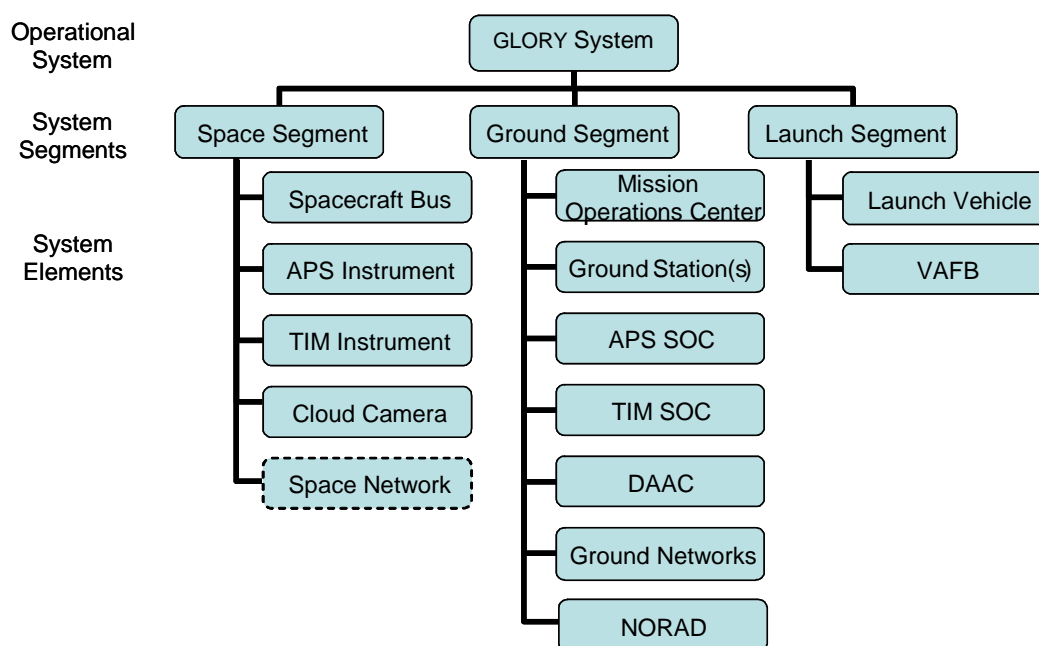 Operational
System
GLORY System
System
Segments
Space Segment
Ground Segment
Launch Segment
System
Elements
Spacecraft Bus
APS Instrument
TIM Instrument
Cloud Camera
Space Network
Mission
Operations Center
Ground Station(s)
APS SOC
TIM SOC
DAAC
Ground Networks
NORAD
Launch Vehicle
VAFB